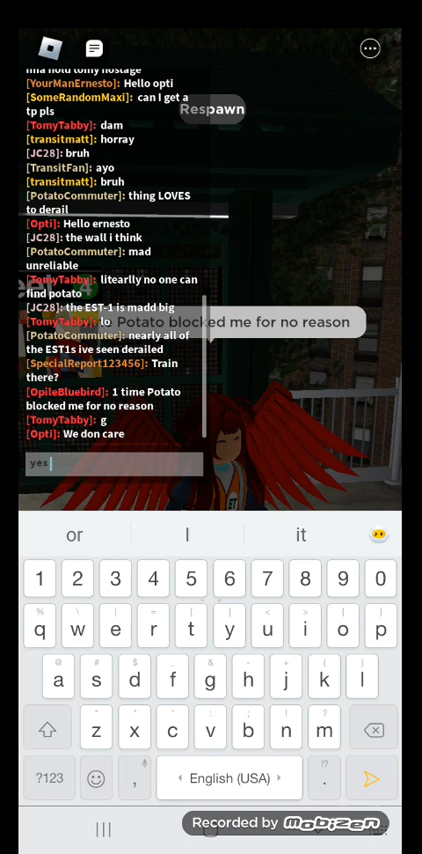 nna hold tomy hostage
[YourManErnesto]: Hello opti
[SomeRandomMaxi]: can I get a
tp pls
Respawn
[TomyTabby]: dam
[transitmatt]: horray
[JC28]: bruh
[TransitFan]: ayo
[transitmatt]: bruh
[PotatoCommuter]: thing LOVES
to derail
[Opti]: Hello ernesto
[JC28]: the wall i think
[PotatoCommuter]: mad
unreliable
[TomyTabby]: litearlly no one can
find potato
[JC28]: the EST-1 is madd big
[TomyTabby]: lo
Potato blocked me for no reason
[PotatoCommuter]: nearly all of
the EST1s ive seen derailed
[SpecialReport123456]: Train
there?
[OpileBluebird]: 1 time Potato
blocked me for no reason
[TomyTabby]: g
[Opti]: We don care
yes
or I it
1 2 3 4 5 6 7 8 9 0
q w e r t y u i o p
a s d f g h j k l
z x c v b n m
?123 , English (USA) .
Recorded by mobizen